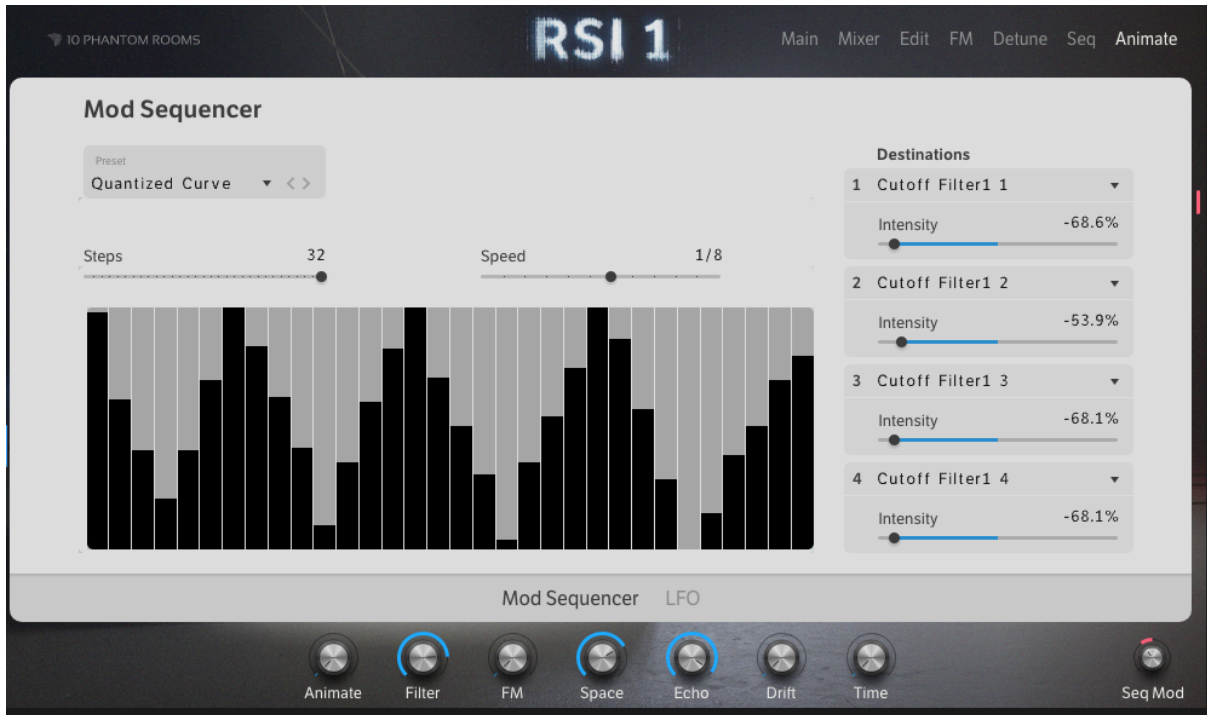 10 PHANTOM ROOMS
RSI 1
Main Mixer Edit FM Detune Seq Animate
Mod Sequencer
Preset
Quantized Curve
Steps 32
Speed 1/8
Destinations
1 Cutoff Filter1 1
Intensity -68.6%
2 Cutoff Filter1 2
Intensity -53.9%
3 Cutoff Filter1 3
Intensity -68.1%
4 Cutoff Filter1 4
Intensity -68.1%
Mod Sequencer LFO
Animate Filter FM Space Echo Drift Time Seq Mod